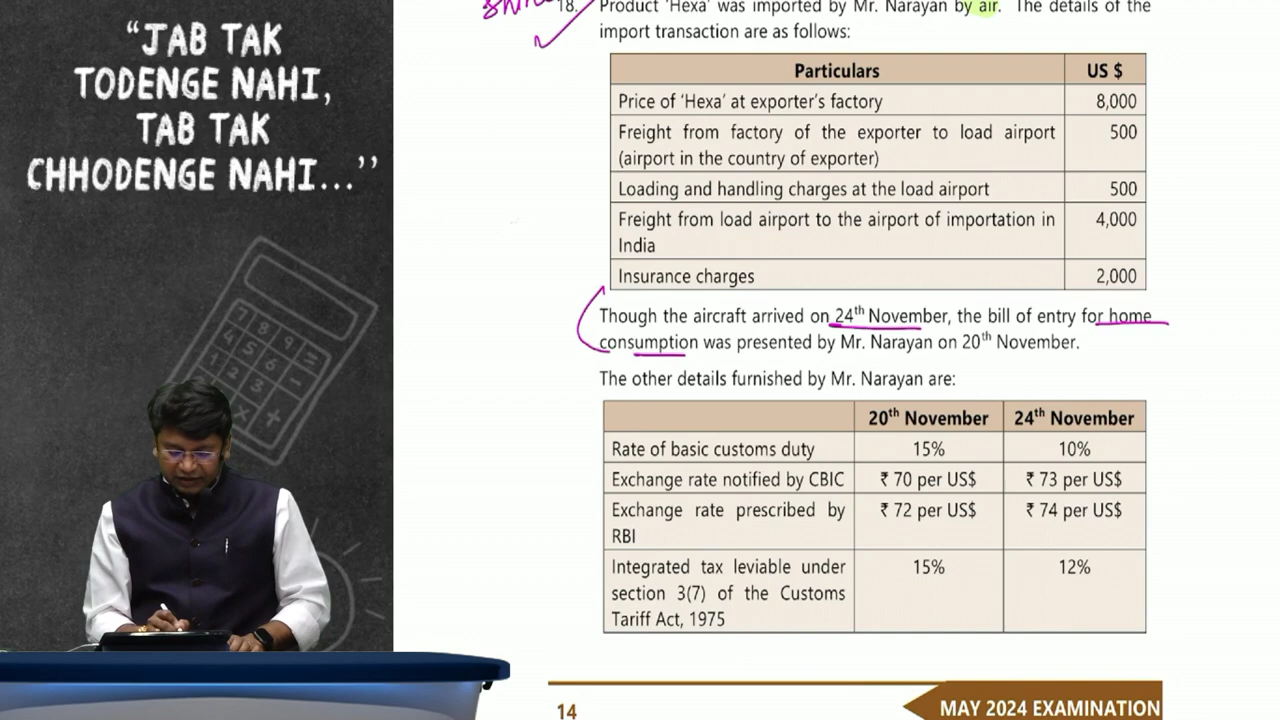 “JAB TAK
TODENGE NAHI,
TAB TAK
CHHODENGE NAHI...’’
18. Product ‘Hexa’ was imported by Mr. Narayan by air. The details of the
import transaction are as follows:
Particulars US $
Price of ‘Hexa’ at exporter’s factory 8,000
Freight from factory of the exporter to load airport 500
(airport in the country of exporter)
Loading and handling charges at the load airport 500
Freight from load airport to the airport of importation in 4,000
India
Insurance charges 2,000
Though the aircraft arrived on 24th November, the bill of entry for home
consumption was presented by Mr. Narayan on 20th November.
The other details furnished by Mr. Narayan are:
20th November 24th November
Rate of basic customs duty 15% 10%
Exchange rate notified by CBIC ₹ 70 per US$ ₹ 73 per US$
Exchange rate prescribed by ₹ 72 per US$ ₹ 74 per US$
RBI
Integrated tax leviable under 15% 12%
section 3(7) of the Customs
Tariff Act, 1975
14 MAY 2024 EXAMINATION